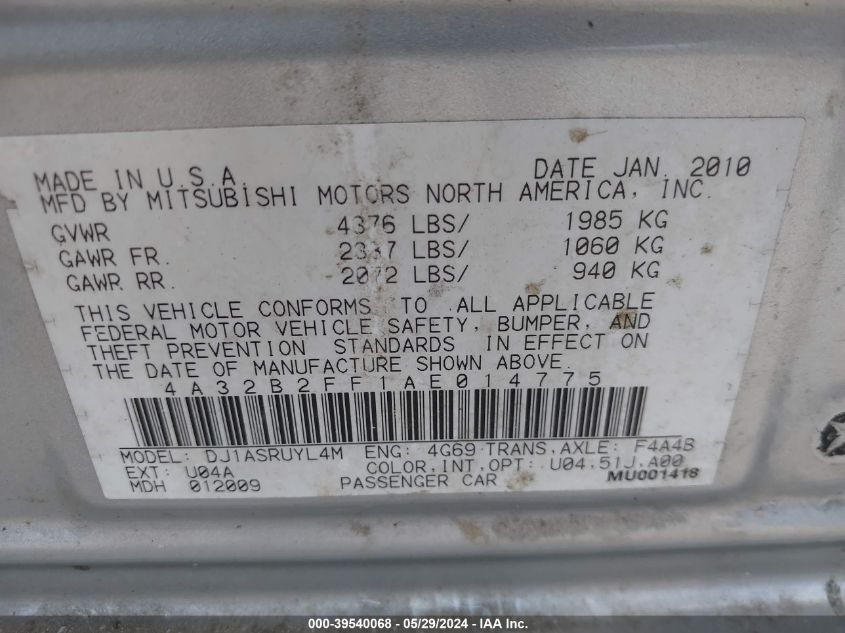 MADE IN U S A DATE JAN. 2010
MFD BY MITSUBISHI MOTORS NORTH AMERICA, INC.
GVWR 4376 LBS/ 1985 KG
GAWR FR. 2337 LBS/ 1060 KG
GAWR RR. 2072 LBS/ 940 KG
THIS VEHICLE CONFORMS TO ALL APPLICABLE
FEDERAL MOTOR VEHICLE SAFETY, BUMPER, AND
THEFT PREVENTION STANDARDS IN EFFECT ON
THE DATE OF MANUFACTURE SHOWN ABOVE.
4A32B2FF1AE014775
MODEL: DJ1ASRUYL4M ENG: 4G69 TRANS,AXLE: F4A4B
EXT: U04A COLOR,INT,OPT: U04.51J.A00
MDH 012009 PASSENGER CAR MU001418
000-39540068 - 05/29/2024 - IAA Inc.